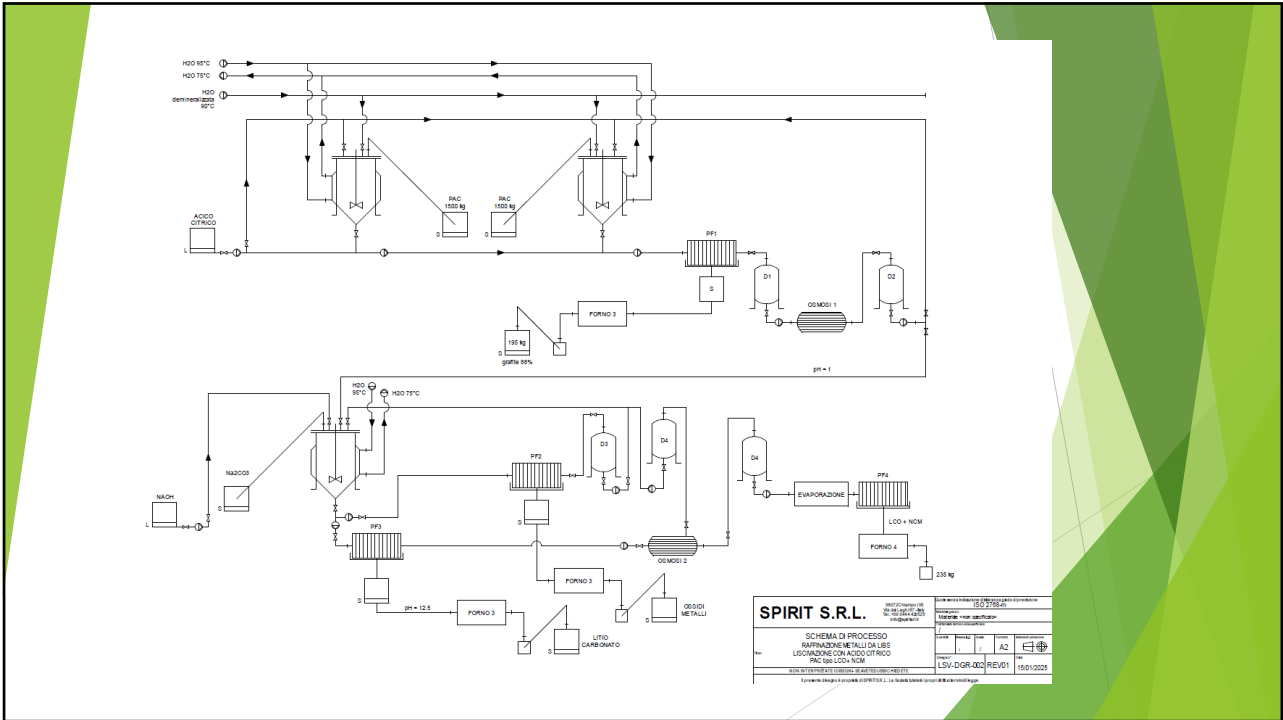 H2O 95°C
H2O 75°C
H2O
demineralizzata
90°C
PAC
1500 kg
S
PAC
1500 kg
S
ACICO
CITRICO
L
PF1
S
D1
OSMOSI 1
D2
FORNO 3
195 kg
S
grafite 88%
pH = 1
H2O
95°C
H2O 75°C
Na2CO3
S
NAOH
L
PF2
S
D3
D4
D4
EVAPORAZIONE
PF4
LCO + NCM
FORNO 4
235 kg
PF3
S
OSMOSI 2
FORNO 3
S
OSSIDI
METALLI
pH = 12,5
FORNO 3
S
LITIO
CARBONATO
SPIRIT S.R.L.
ISO 2768-m
Materiale <non specificato>
/
SCHEMA DI PROCESSO
RAFFINAZIONE METALLI DA LIBS
LISCIVAZIONE CON ACIDO CITRICO
PAC tipo LCO+ NCM
/
/
A2
LSV-DGR-002
REV01
15/01/2025